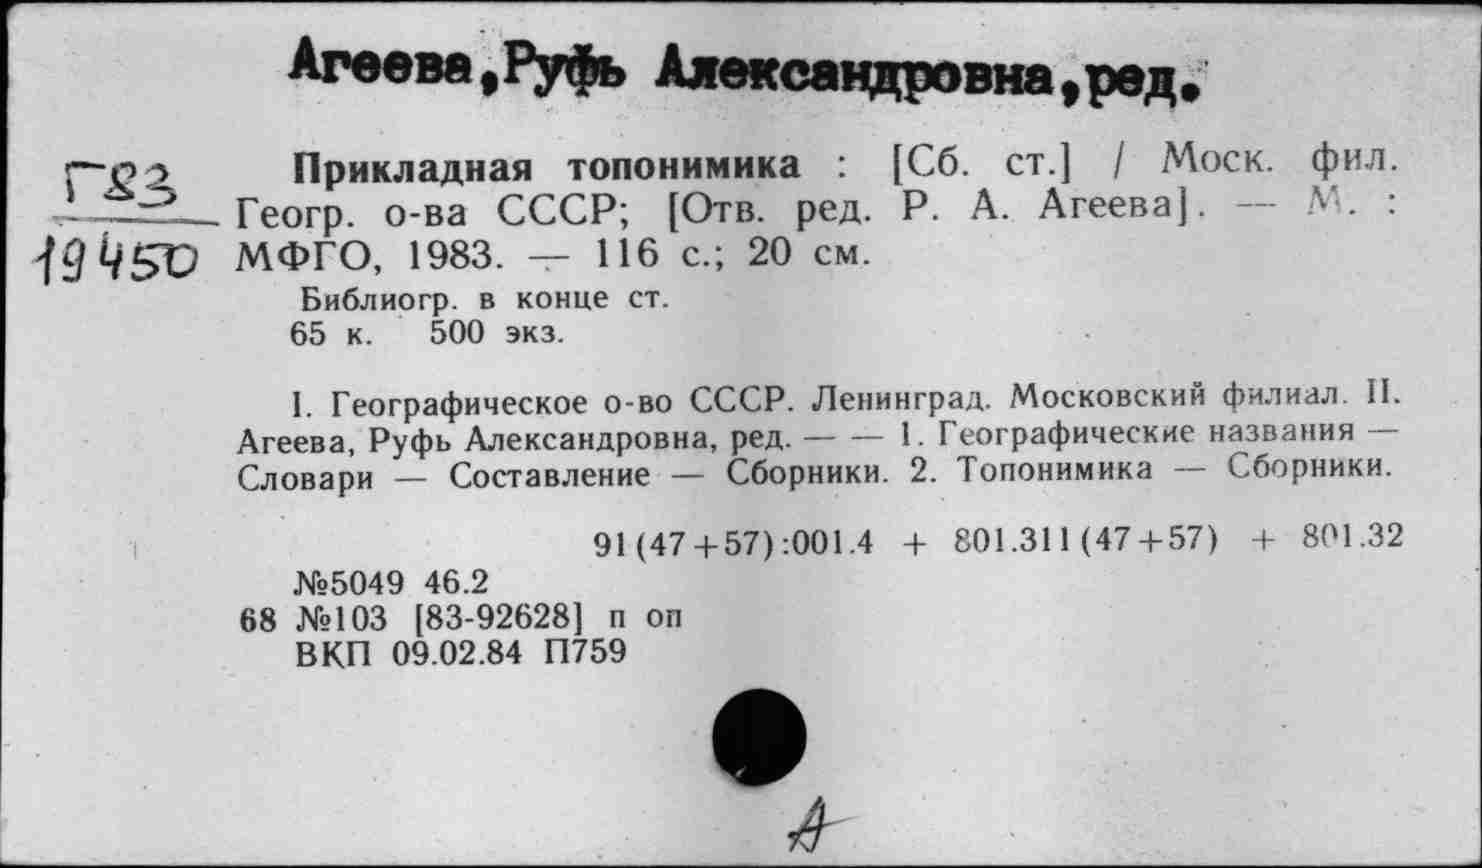 Агеева,Руфь Александровна,ред.
Г83
19450
Прикладная топонимика : [Сб. ст.] / Моск. фил.
Геогр. о-ва СССР; [Отв. ред. Р. А. Агеева]. — М. :
МФГО, 1983. — 116 с.; 20 см.
Библиогр. в конце ст.
65 к. 500 экз.
I. Географическое о-во СССР. Ленинград. Московский филиал. II.
Агеева, Руфь Александровна, ред. — — 1. Географические названия —
Словари — Составление — Сборники. 2. Топонимика — Сборники.
91(47+57):001.4 + 801.311(47+57) + 801.32
№5049 46.2
68 №103 [83-92628] п оп
ВКП 09.02.84 П759
А